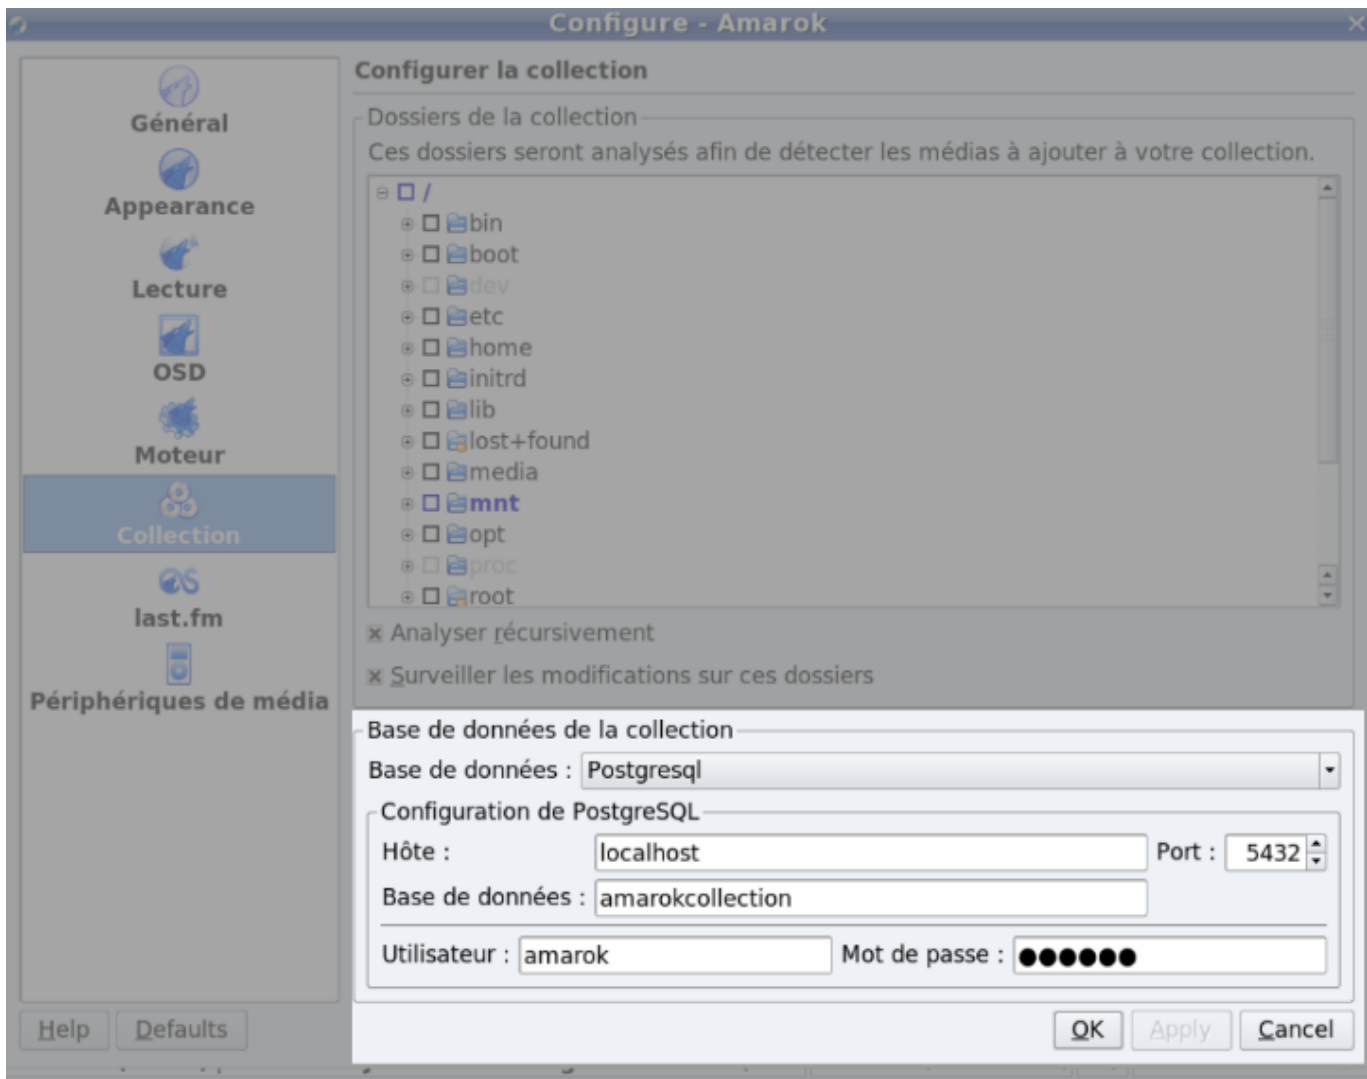 Configure - Amarok
Général
Appearance
Lecture
OSD
Moteur
Collection
last.fm
Périphériques de média
Configurer la collection
Dossiers de la collection
Ces dossiers seront analysés afin de détecter les médias à ajouter à votre collection.
/
bin
boot
dev
etc
home
initrd
lib
lost+found
media
mnt
opt
proc
root
Analyser récursivement
Surveiller les modifications sur ces dossiers
Base de données de la collection
Base de données : Postgresql
Configuration de PostgreSQL
Hôte : localhost Port : 5432
Base de données : amarokcollection
Utilisateur : amarok Mot de passe : ●●●●●●
Help Defaults OK Apply Cancel